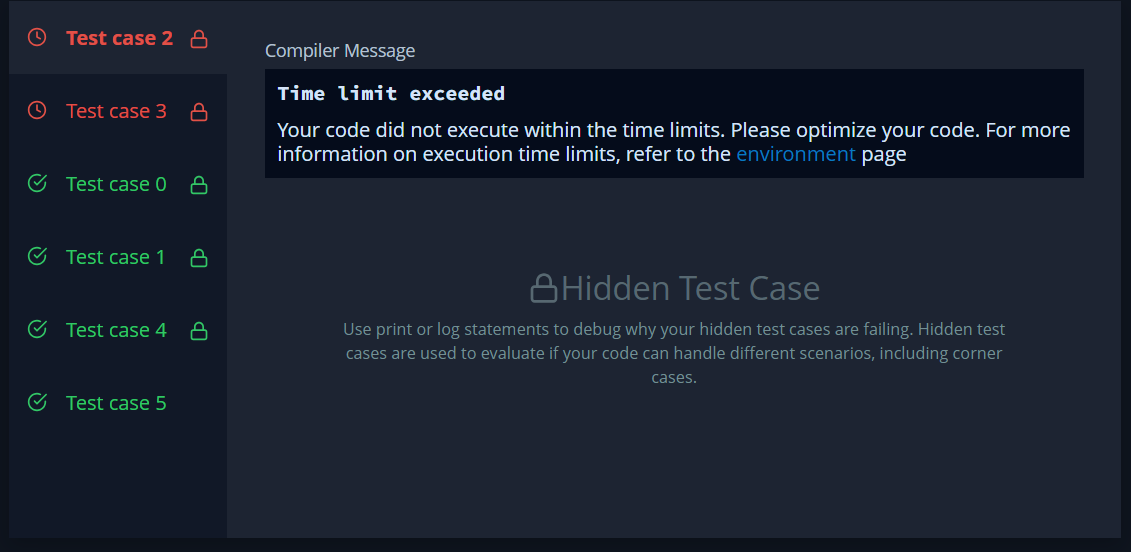 Test case 2
Test case 3
Test case 0
Test case 1
Test case 4
Test case 5
Compiler Message
Time limit exceeded
Your code did not execute within the time limits. Please optimize your code. For more
information on execution time limits, refer to the environment page
Hidden Test Case
Use print or log statements to debug why your hidden test cases are failing. Hidden test
cases are used to evaluate if your code can handle different scenarios, including corner
cases.